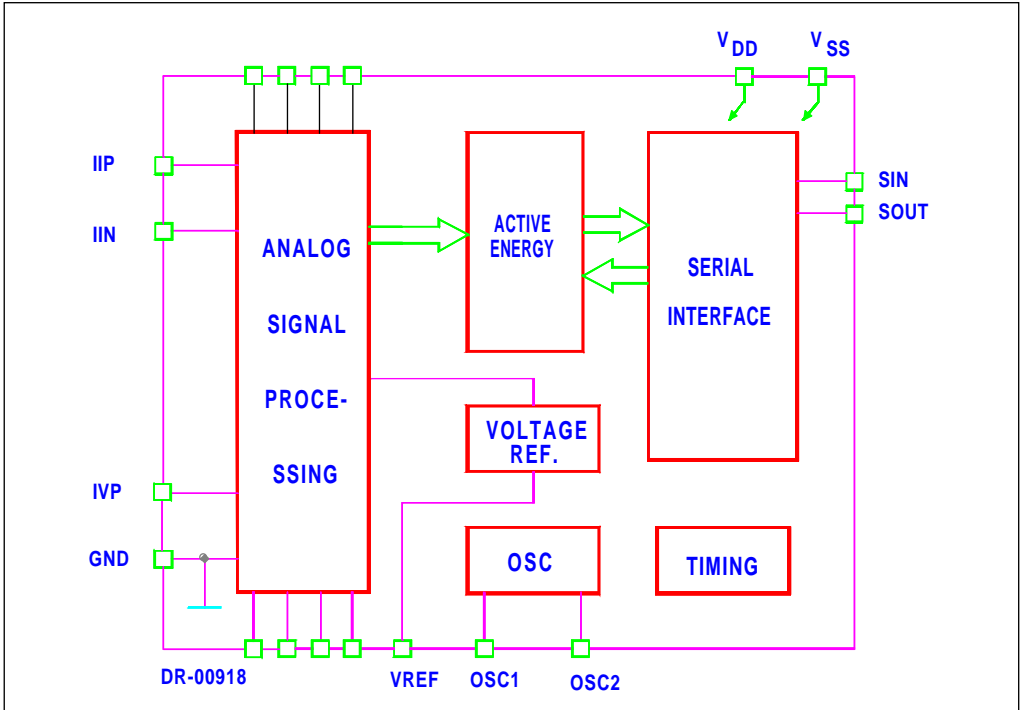 V DD
V SS
IIP
IIN
IVP
GND
ANALOG
SIGNAL
PROCE-
SSING
ACTIVE
ENERGY
SERIAL
INTERFACE
SIN
SOUT
VOLTAGE
REF.
OSC
TIMING
DR-00918
VREF
OSC1
OSC2